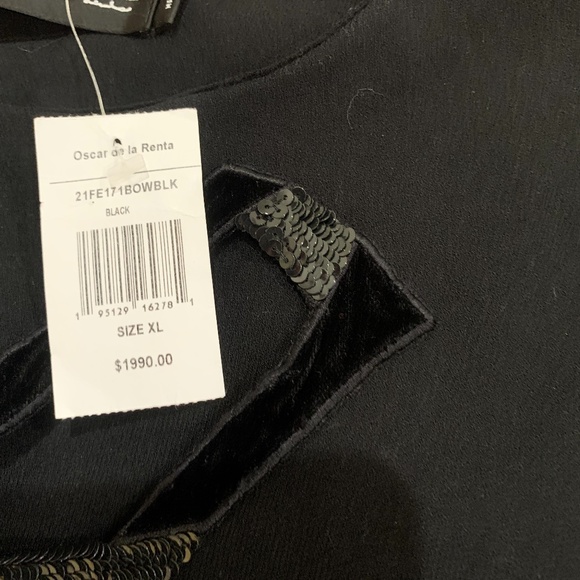 Oscar de la Renta
21FE171BOWBLK
BLACK
1 95129 16278 1
SIZE XL
$1990.00